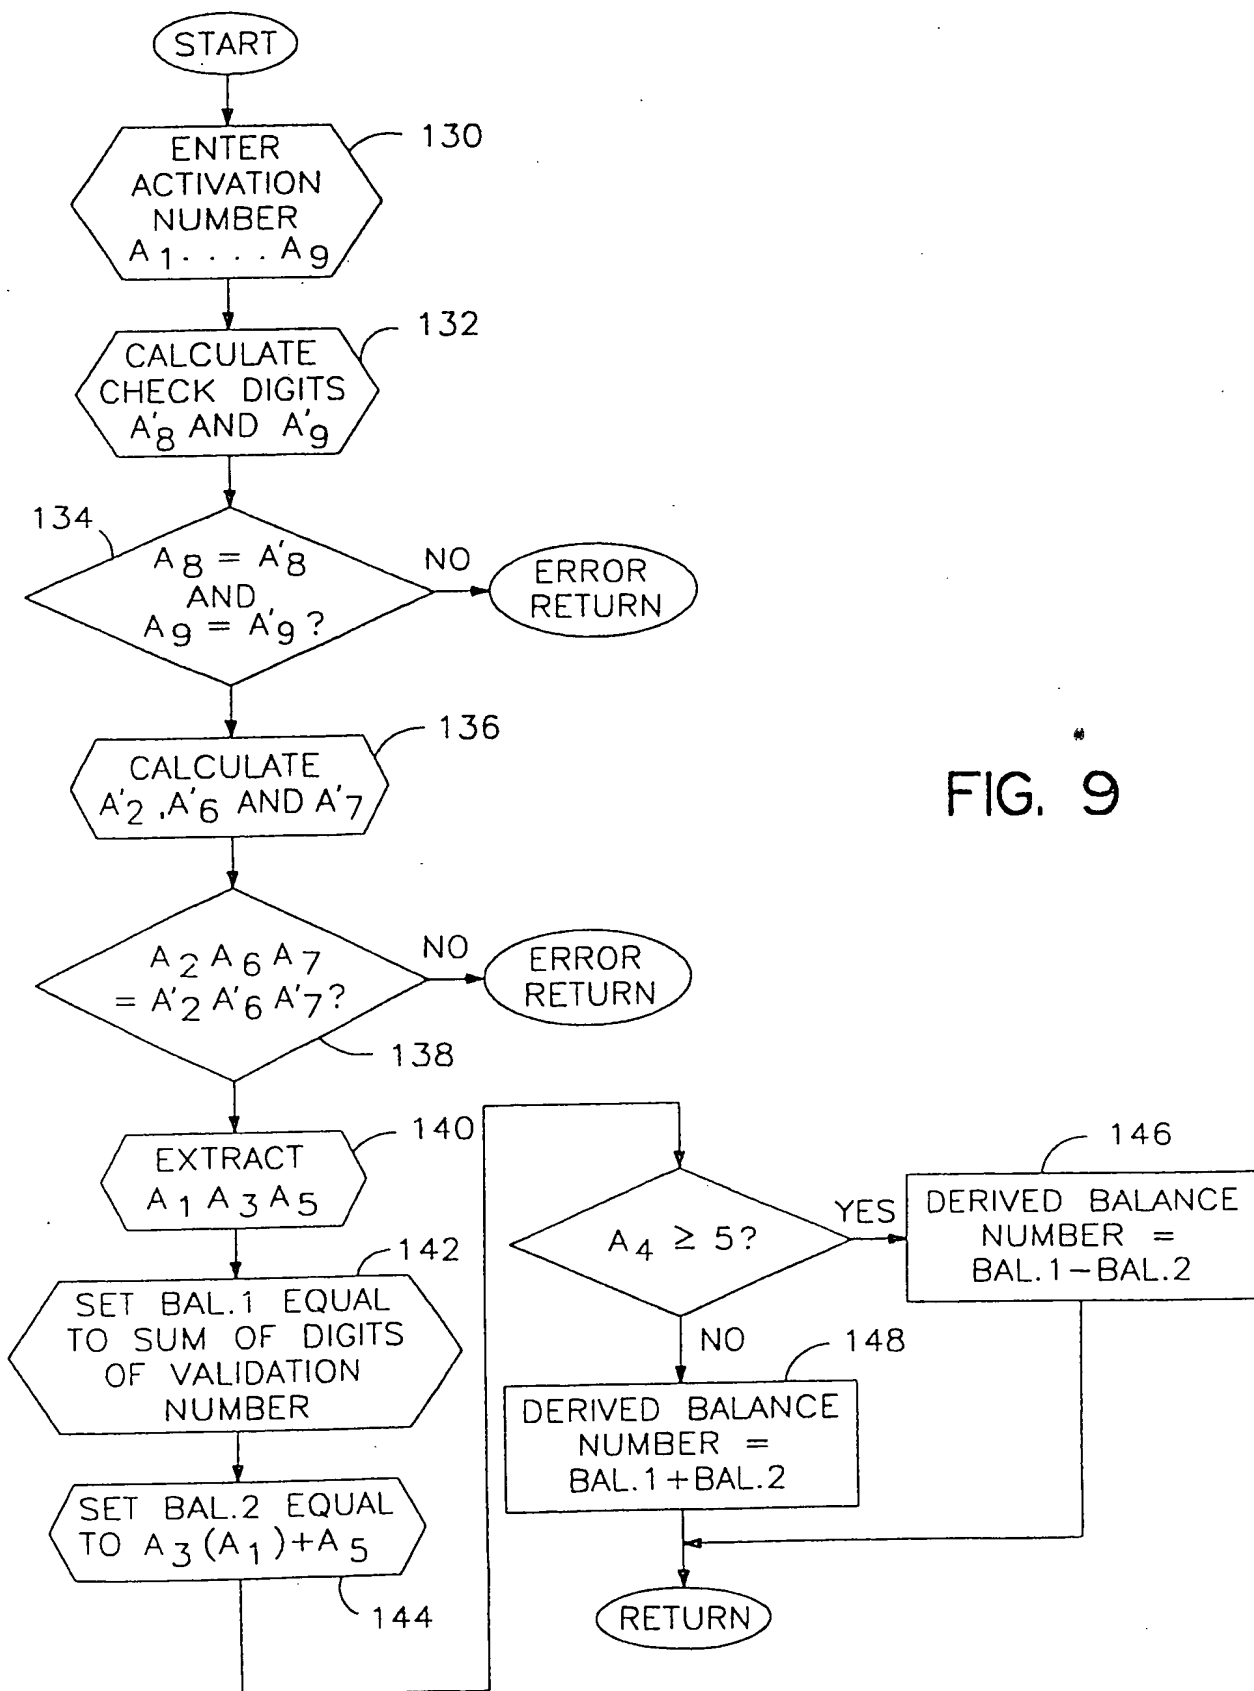 START
130
ENTER
ACTIVATION
NUMBER
A1. . . . A9
132
CALCULATE
CHECK DIGITS
A'8 AND A'9
134
A8 = A'8
AND
A9 = A'9?
NO
ERROR
RETURN
136
CALCULATE
A'2 ,A'6 AND A'7
FIG. 9
A2 A6 A7
= A'2 A'6 A'7?
NO
ERROR
RETURN
138
140
EXTRACT
A1 A3 A5
142
SET BAL.1 EQUAL
TO SUM OF DIGITS
OF VALIDATION
NUMBER
SET BAL.2 EQUAL
TO A3(A1)+A5
144
A4 ≥ 5?
YES
146
DERIVED BALANCE
NUMBER =
BAL.1−BAL.2
NO
148
DERIVED BALANCE
NUMBER =
BAL.1+BAL.2
RETURN